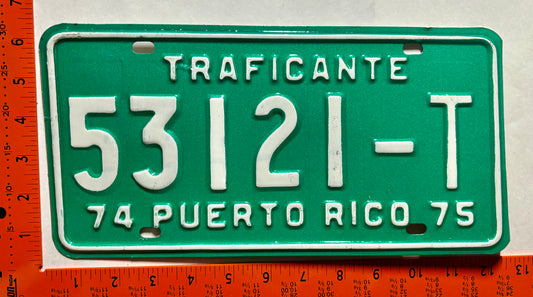 TRAFICANTE
53121-T
74 PUERTO RICO 75